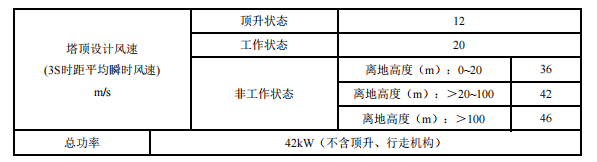 塔顶设计风速
(3S时距平均瞬时风速)
m/s
顶升状态 12
工作状态 20
非工作状态
离地高度（m）：0~20 36
离地高度（m）：＞20~100 42
离地高度（m）：＞100 46
总功率 42kW（不含顶升、行走机构）